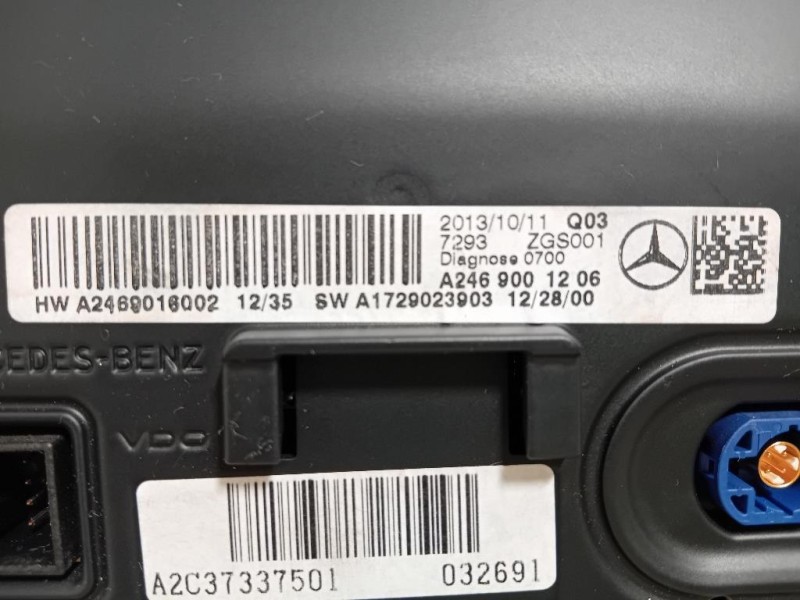 2013/10/11 Q03
7293 ZGS001
Diagnose 0700
A246 900 12 06
HW A2469016002 12/35 SW A1729023903 12/28/00
CEDES-BENZ
VDO
A2C37337501 032691